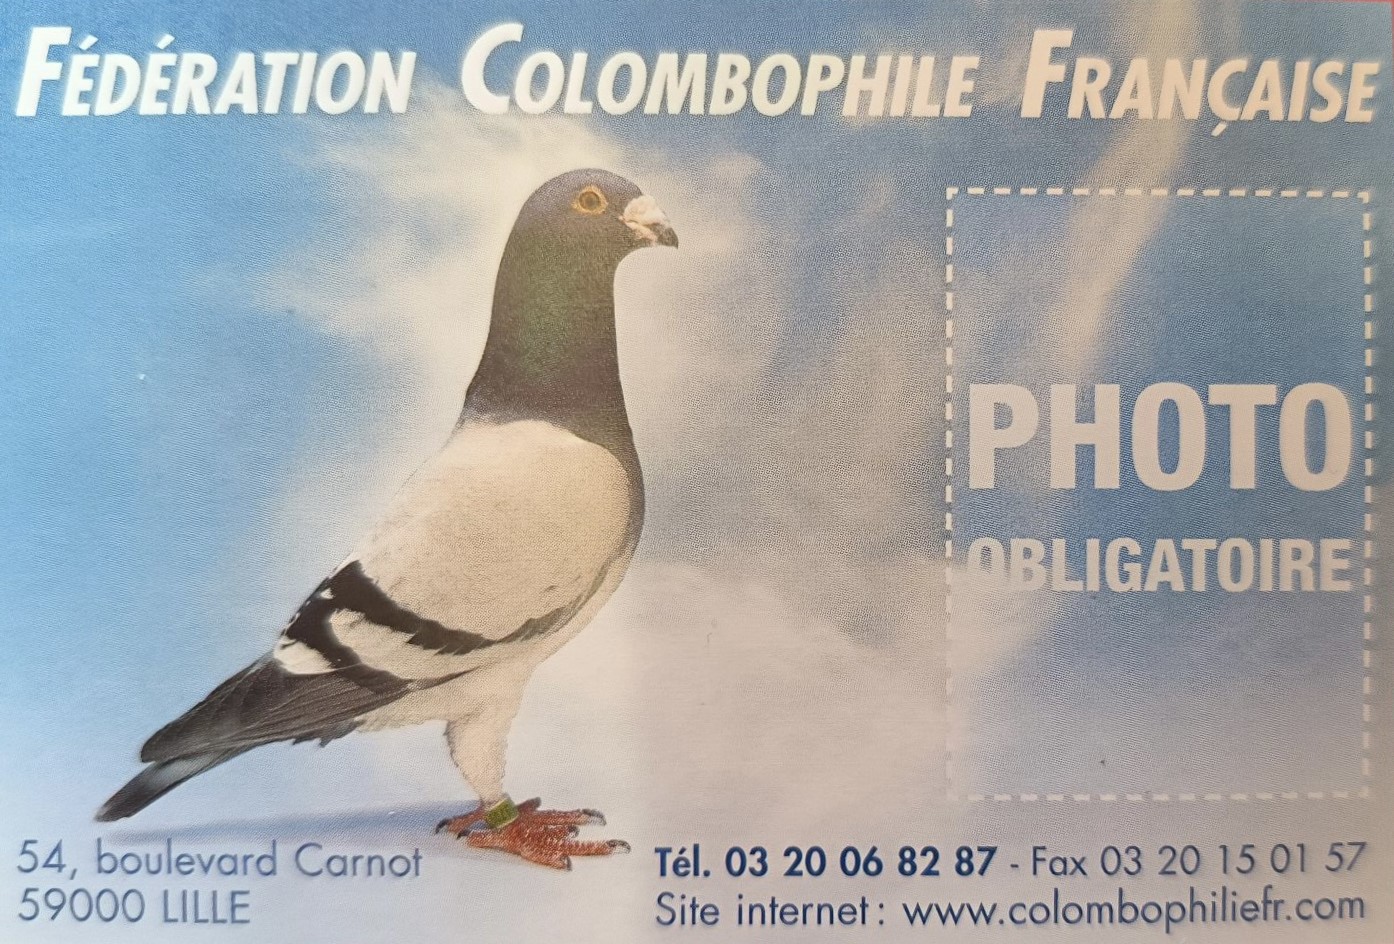 FÉDÉRATION COLOMBOPHILE FRANÇAISE
PHOTO
OBLIGATOIRE
54, boulevard Carnot
59000 LILLE
Tél. 03 20 06 82 87 - Fax 03 20 15 01 57
Site internet : www.colombophiliefr.com